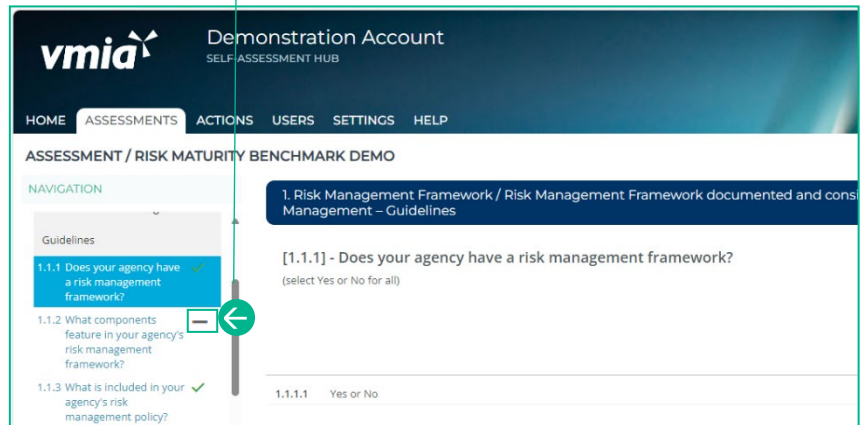 vmia
Demonstration Account
SELF-ASSESSMENT HUB
HOME ASSESSMENTS ACTIONS USERS SETTINGS HELP
ASSESSMENT / RISK MATURITY BENCHMARK DEMO
NAVIGATION
Guidelines
1.1.1 Does your agency have
a risk management
framework?
1.1.2 What components
feature in your agency's
risk management
framework?
1.1.3 What is included in your
agency's risk
management policy?
1. Risk Management Framework / Risk Management Framework documented and consi
Management – Guidelines
[1.1.1] - Does your agency have a risk management framework?
(select Yes or No for all)
1.1.1.1 Yes or No